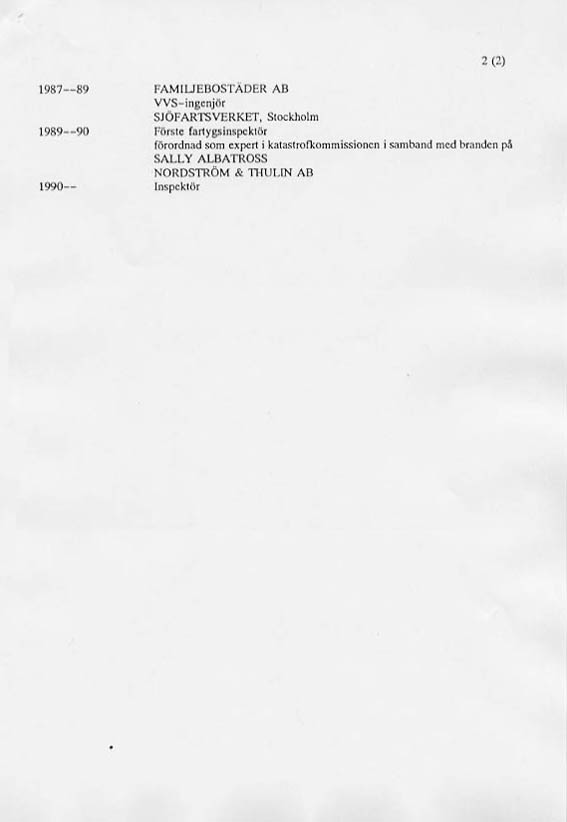 2 (2)
1987--89 FAMILJEBOSTÄDER AB
VVS-ingenjör
SJÖFARTSVERKET, Stockholm
1989--90 Förste fartygsinspektör
förordnad som expert i katastrofkommissionen i samband med branden på
SALLY ALBATROSS
NORDSTRÖM & THULIN AB
1990-- Inspektör